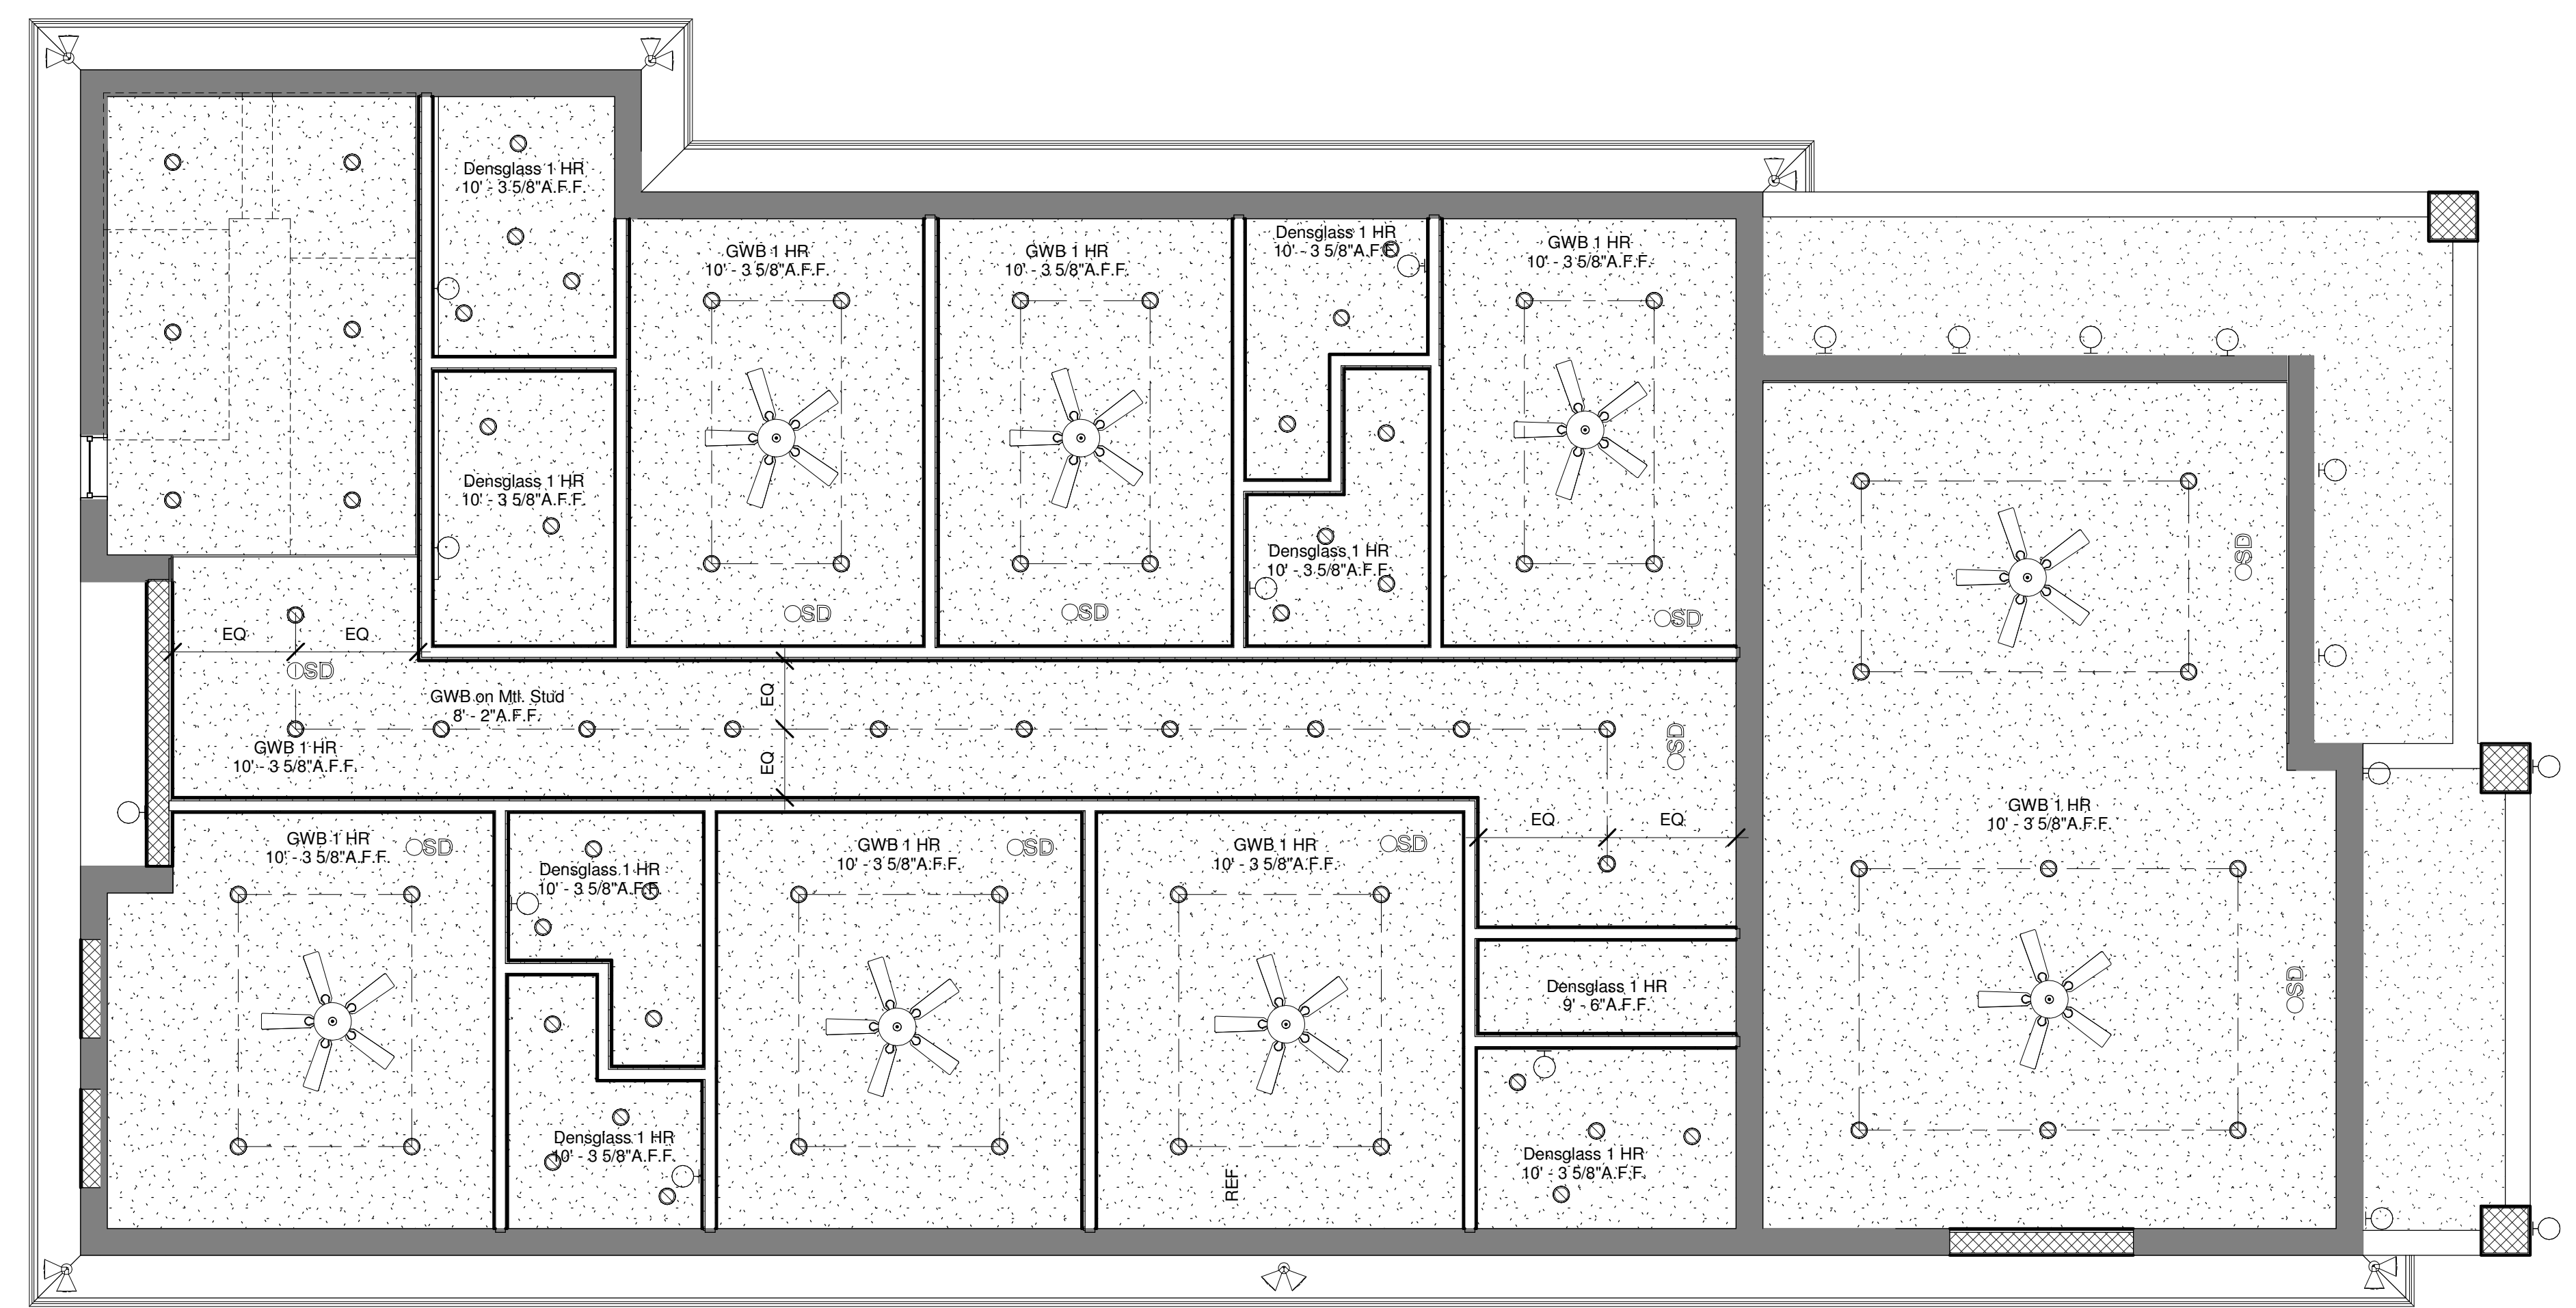 Densglass 1 HR
10' - 3 5/8"A.F.F.
GWB 1 HR
10' - 3 5/8"A.F.F.
GWB 1 HR
10' - 3 5/8"A.F.F.
Densglass 1 HR
10' - 3 5/8"A.F.F.
GWB 1 HR
10' - 3 5/8"A.F.F.
Densglass 1 HR
10' - 3 5/8"A.F.F.
Densglass 1 HR
10' - 3 5/8"A.F.F.
SD
SD
SD
SD
EQ
EQ
SD
GWB on Mtl. Stud
8' - 2"A.F.F.
EQ
EQ
SD
GWB 1 HR
10' - 3 5/8"A.F.F.
GWB 1 HR
10' - 3 5/8"A.F.F.
EQ
EQ
GWB 1 HR
10' - 3 5/8"A.F.F.
SD
Densglass 1 HR
10' - 3 5/8"A.F.F.
GWB 1 HR
10' - 3 5/8"A.F.F.
SD
GWB 1 HR
10' - 3 5/8"A.F.F.
SD
Densglass 1 HR
9' - 6"A.F.F.
SD
Densglass 1 HR
10' - 3 5/8"A.F.F.
REF.
Densglass 1 HR
10' - 3 5/8"A.F.F.